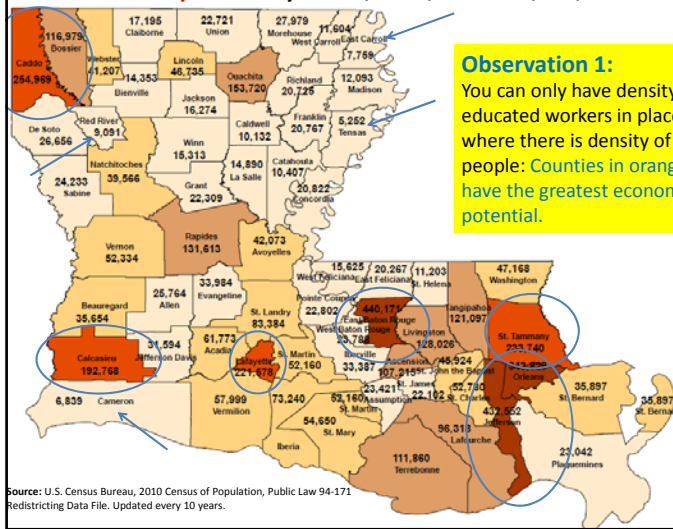 116,979
Bossier
Caddo
254,969
Webster
41,207
17,195
Claiborne
22,721
Union
Lincoln
46,735
27,979
Morehouse
11,604
West Carroll
East Carroll
7,759
Ouachita
153,720
Richland
20,725
12,093
Madison
14,353
Bienville
Jackson
16,274
Caldwell
10,132
Franklin
20,767
5,252
Tensas
De Soto
26,656
Red River
9,091
Natchitoches
39,566
Winn
15,313
14,890
La Salle
Catahoula
10,407
24,233
Sabine
Grant
22,309
20,822
Concordia
Vernon
52,334
Rapides
131,613
42,073
Avoyelles
Beauregard
35,654
25,764
Allen
33,984
Evangeline
St. Landry
83,384
Pointe Coupee
22,802
15,625
West Feliciana
20,267
East Feliciana
11,203
St. Helena
47,168
Washington
Tangipahoa
121,097
440,171
East Baton Rouge
West Baton Rouge
23,788
Livingston
128,026
St. Tammany
233,740
Calcasieu
192,768
31,594
Jefferson Davis
61,773
Acadia
Lafayette
221,578
St. Martin
52,160
Iberville
33,387
Ascension
107,215
45,924
St. John the Baptist
St. James
22,102
23,421
Assumption
52,780
St. Charles
Orleans
35,897
St. Bernard
35,897
St. Berna
6,839
Cameron
57,999
Vermilion
73,240
Iberia
52,160
St. Martin
54,650
St. Mary
96,318
Lafourche
111,860
Terrebonne
432,552
Jefferson
23,042
Plaquemines
Observation 1:
You can only have density
educated workers in place
where there is density of
people: Counties in orang
have the greatest econom
potential.
Source: U.S. Census Bureau, 2010 Census of Population, Public Law 94-171
Redistricting Data File. Updated every 10 years.